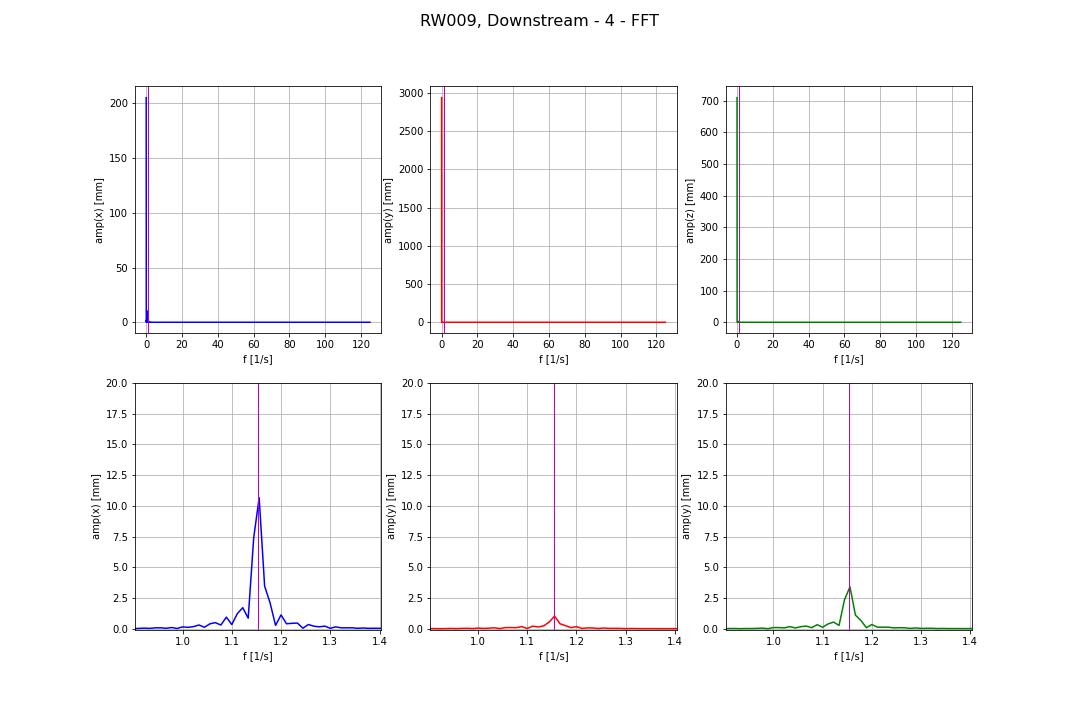 RW009, Downstream - 4 - FFT
amp(x) [mm]
200
150
100
50
0
0 20 40 60 80 100 120
f [1/s]
amp(y) [mm]
3000
2500
2000
1500
1000
500
0
0 20 40 60 80 100 120
f [1/s]
amp(z) [mm]
700
600
500
400
300
200
100
0
0 20 40 60 80 100 120
f [1/s]
amp(x) [mm]
20.0
17.5
15.0
12.5
10.0
7.5
5.0
2.5
0.0
1.0 1.1 1.2 1.3 1.4
f [1/s]
amp(y) [mm]
20.0
17.5
15.0
12.5
10.0
7.5
5.0
2.5
0.0
1.0 1.1 1.2 1.3 1.4
f [1/s]
amp(y) [mm]
20.0
17.5
15.0
12.5
10.0
7.5
5.0
2.5
0.0
1.0 1.1 1.2 1.3 1.4
f [1/s]